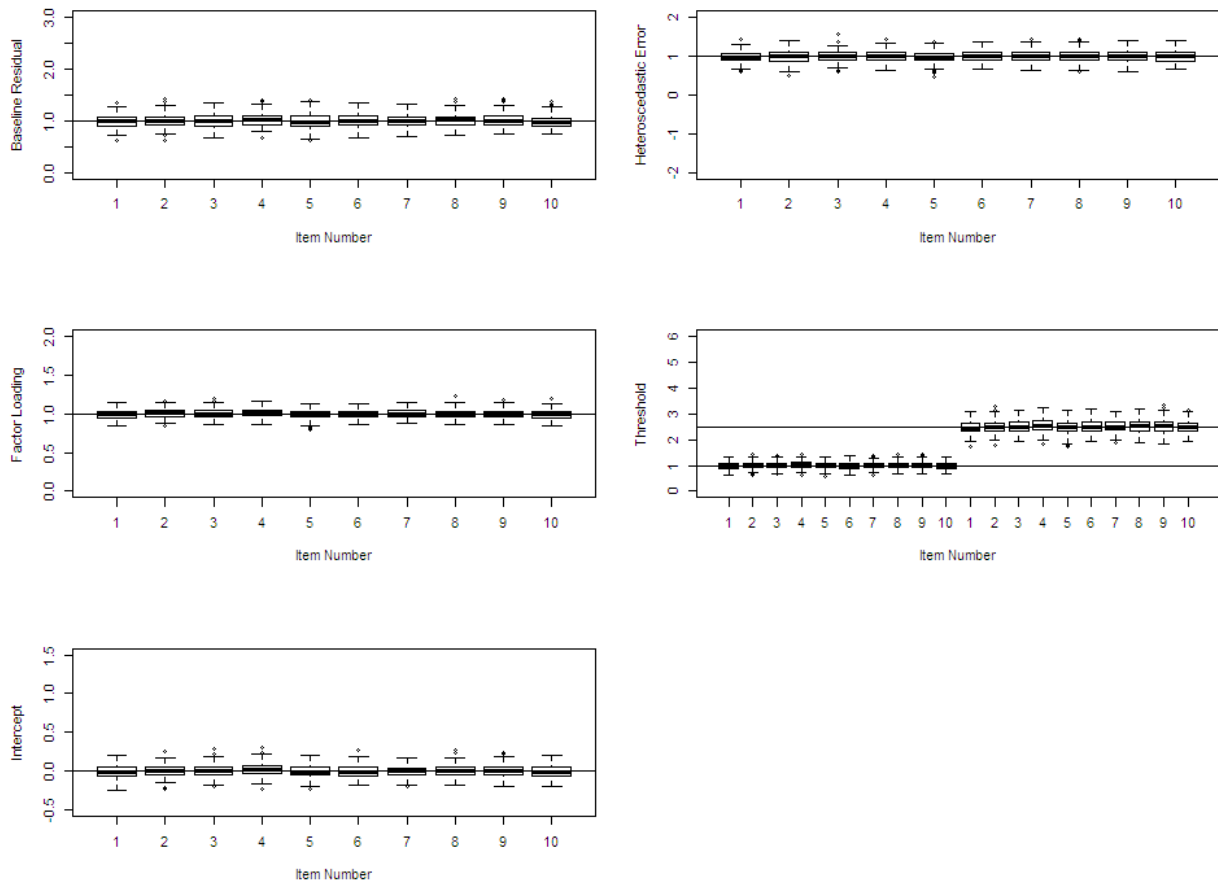 Baseline Residual
3.0
2.0
1.0
0.0
1 2 3 4 5 6 7 8 9 10
Item Number
Heteroscedastic Error
2
1
0
-1
-2
1 2 3 4 5 6 7 8 9 10
Item Number
Factor Loading
2.0
1.5
1.0
0.5
0.0
1 2 3 4 5 6 7 8 9 10
Item Number
Threshold
6
5
4
3
2
1
0
1 2 3 4 5 6 7 8 9 10 1 2 3 4 5 6 7 8 9 10
Item Number
Intercept
1.5
1.0
0.5
0.0
-0.5
1 2 3 4 5 6 7 8 9 10
Item Number